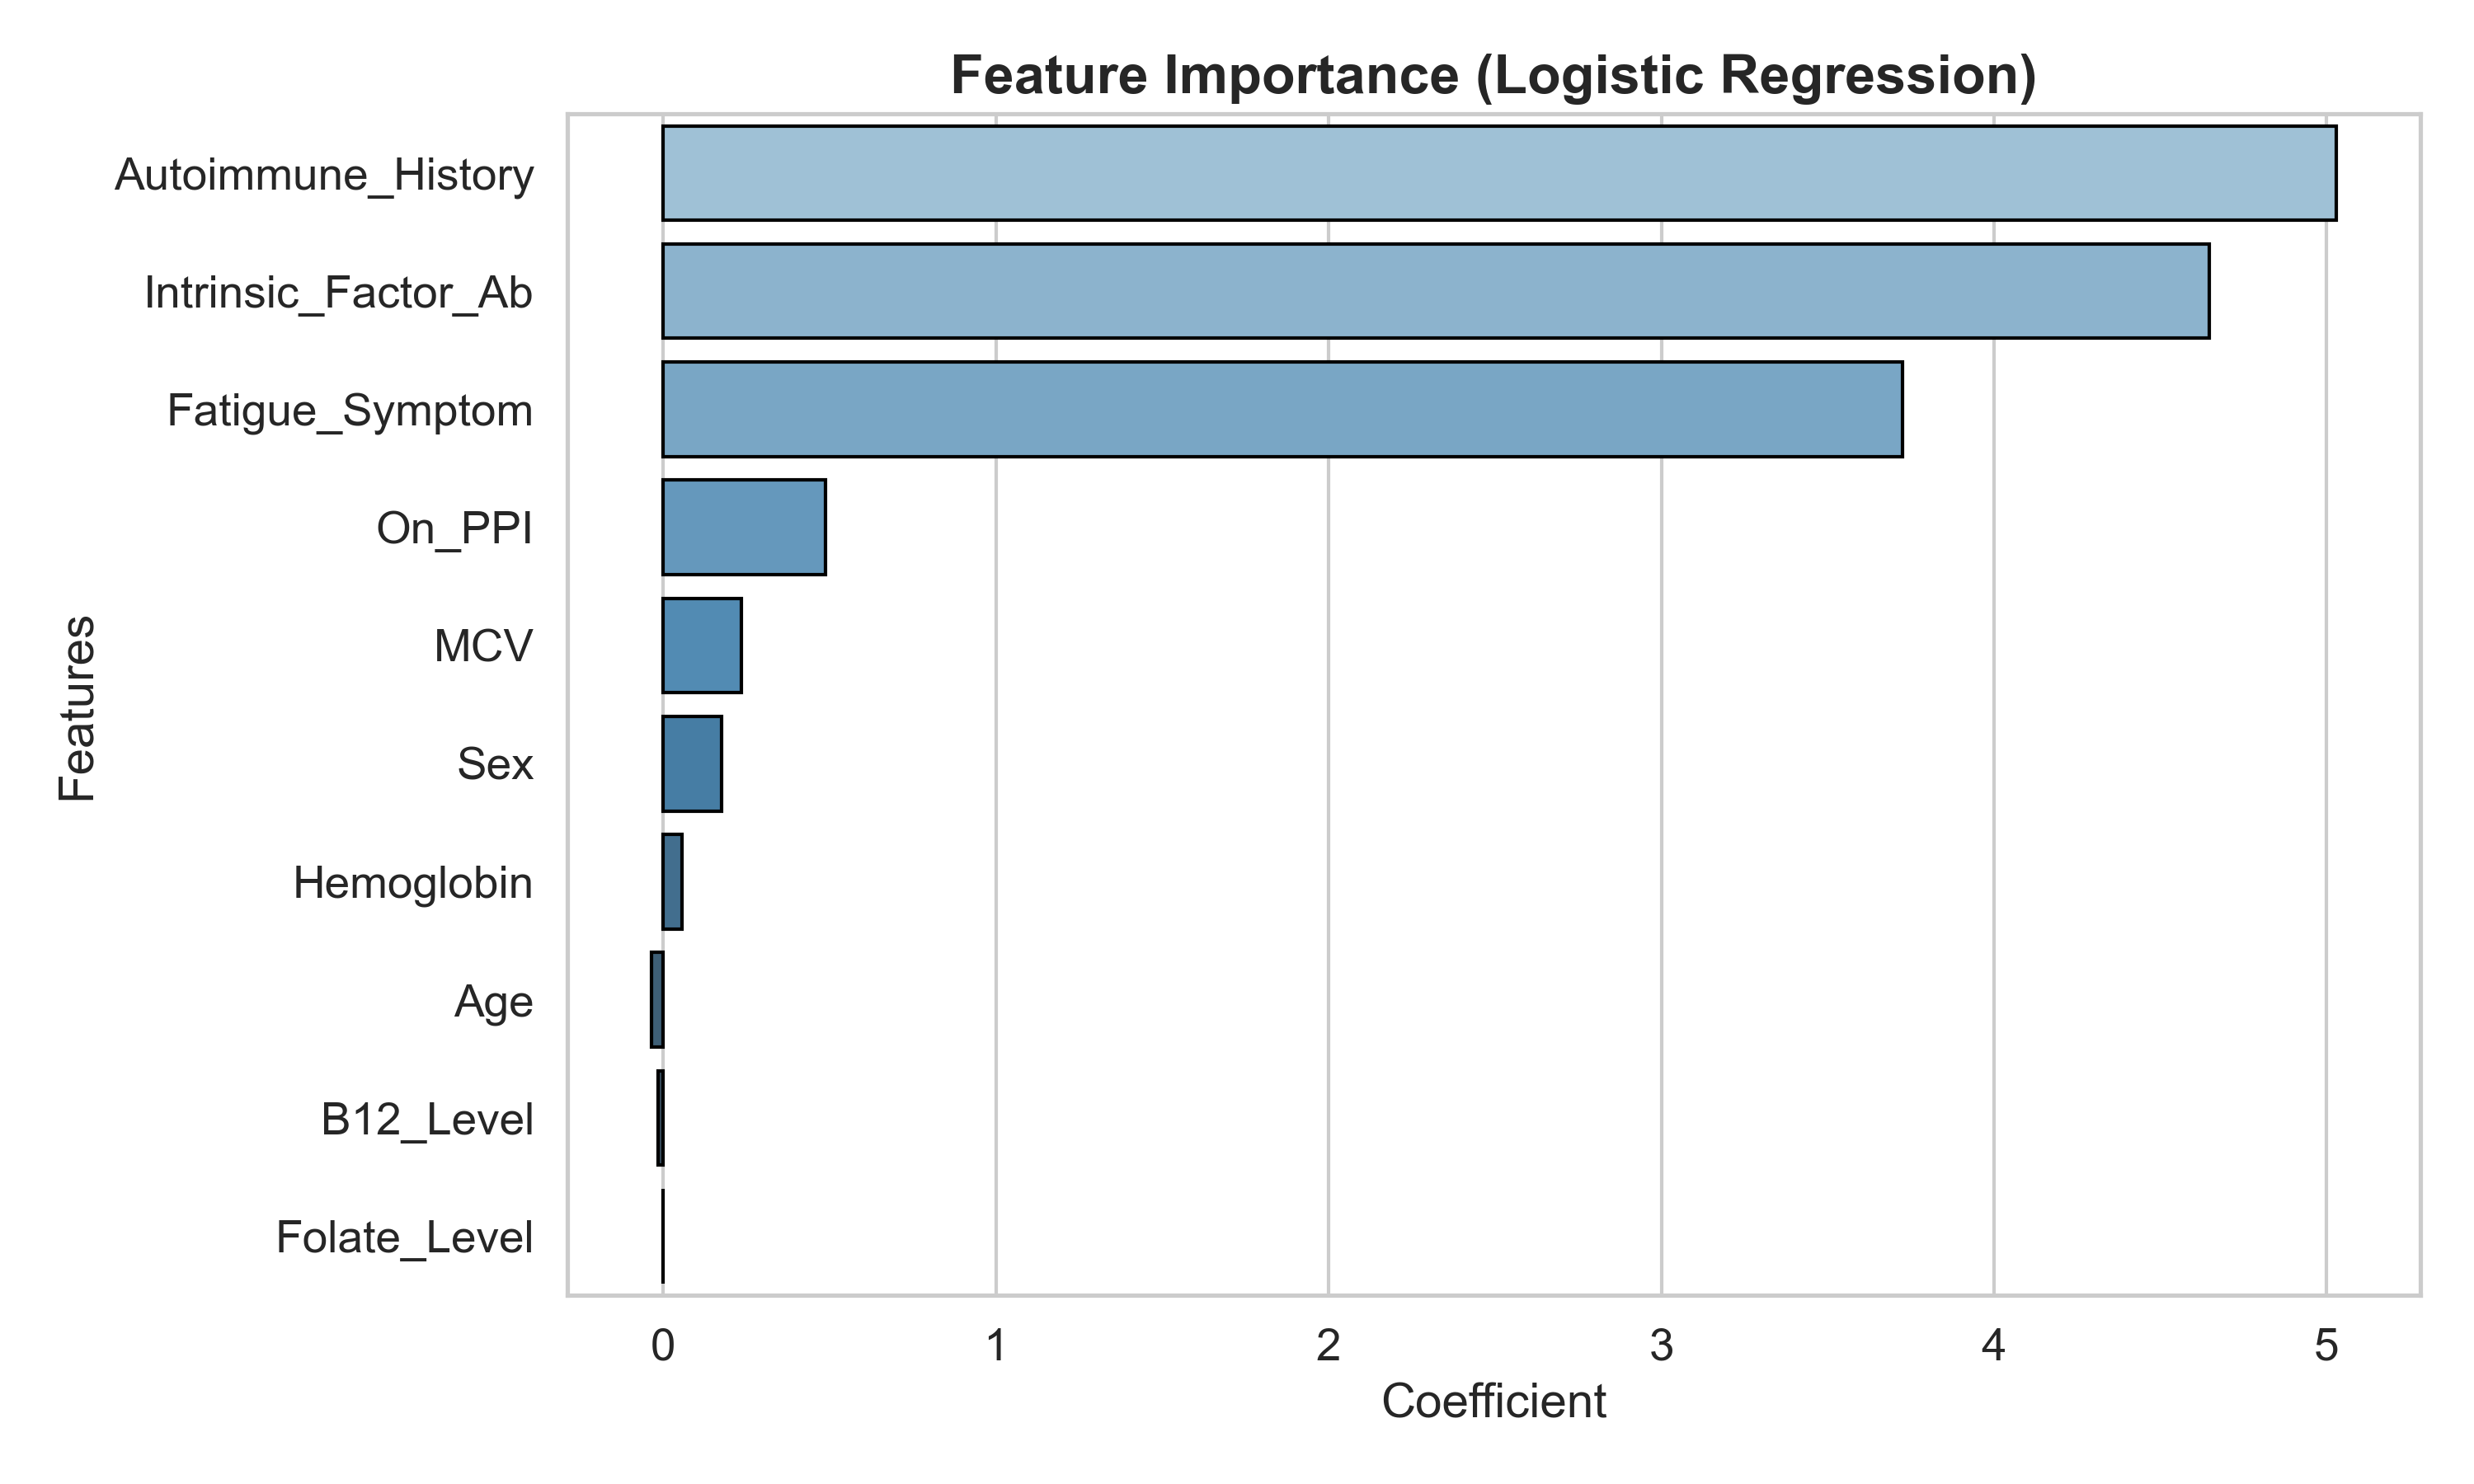 Feature Importance (Logistic Regression)
Autoimmune_History
Intrinsic_Factor_Ab
Fatigue_Symptom
On_PPI
MCV
Sex
Hemoglobin
Age
B12_Level
Folate_Level
Features
0 1 2 3 4 5
Coefficient